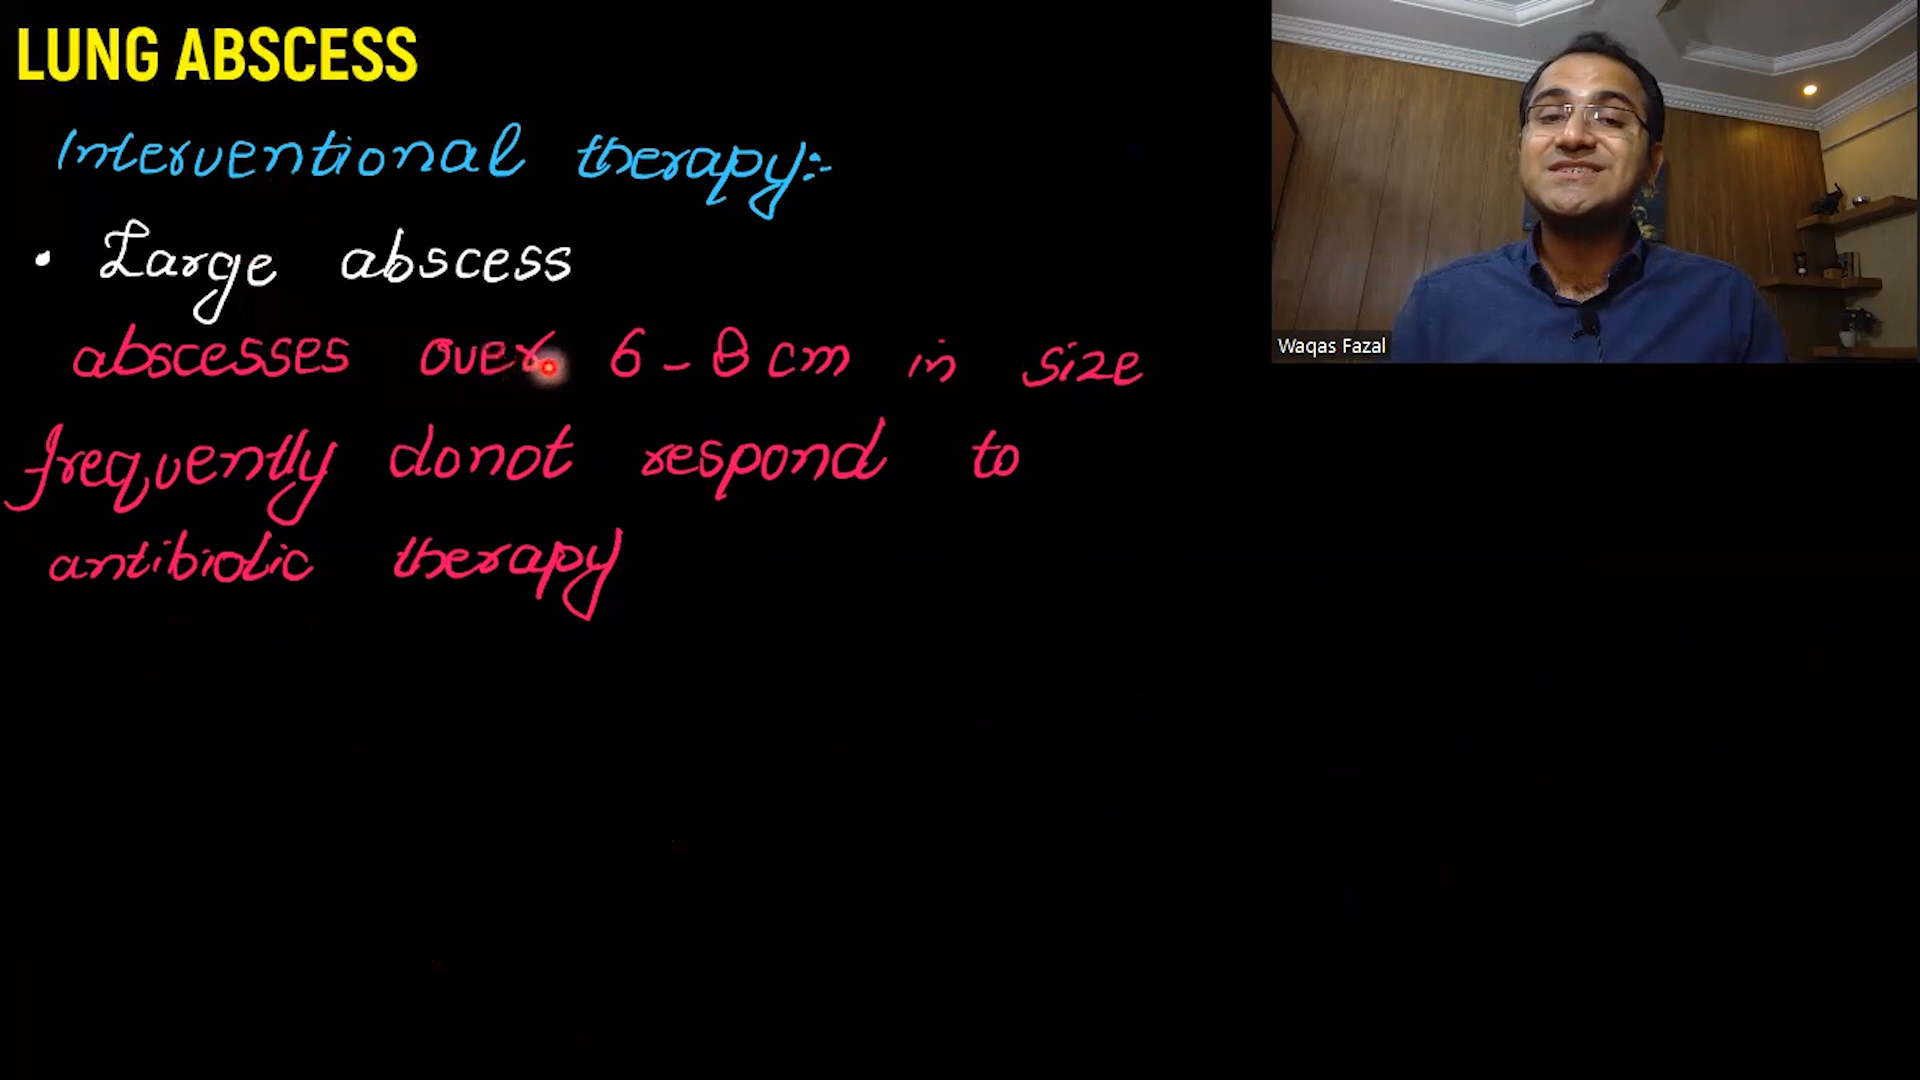 LUNG ABSCESS
Interventional therapy:-
• Large abscess
abscesses over 6-8 cm in size
frequently donot respond to
antibiotic therapy
Waqas Fazal